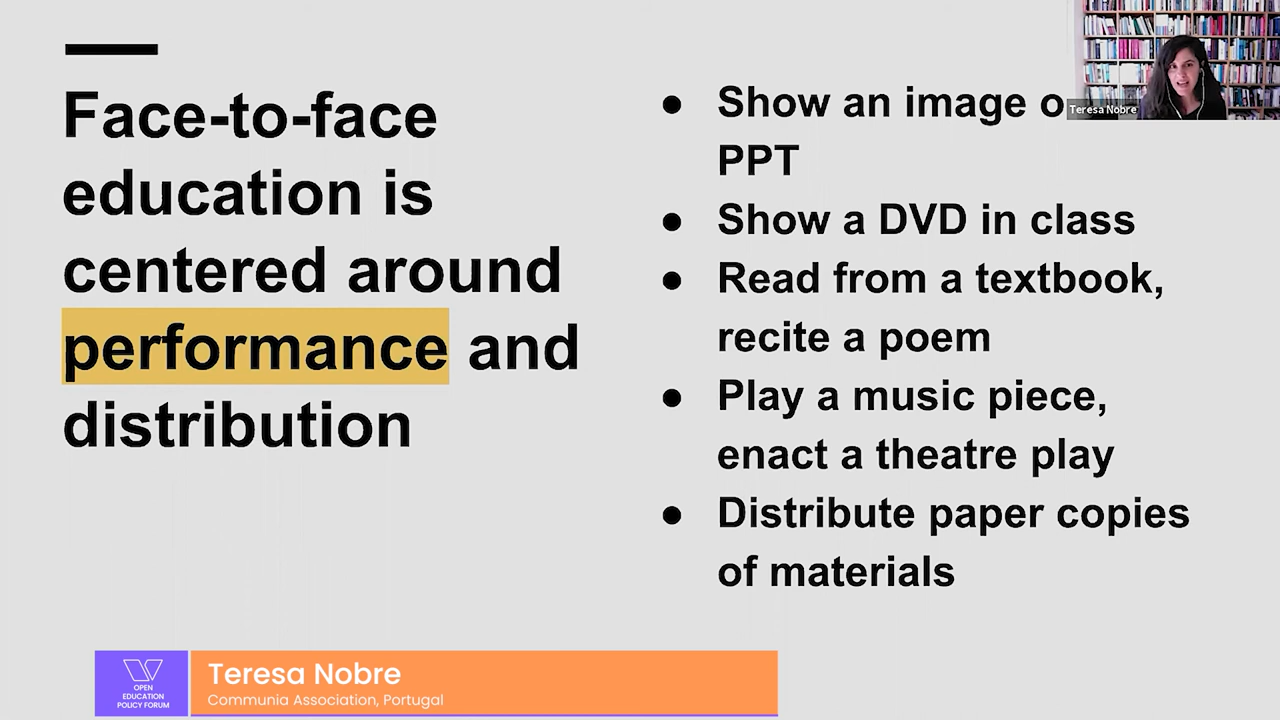 Face-to-face
education is
centered around
performance and
distribution
● Show an image o
PPT
● Show a DVD in class
● Read from a textbook,
recite a poem
● Play a music piece,
enact a theatre play
● Distribute paper copies
of materials
Teresa Nobre
OPEN
EDUCATION
POLICY FORUM
Teresa Nobre
Communia Association, Portugal